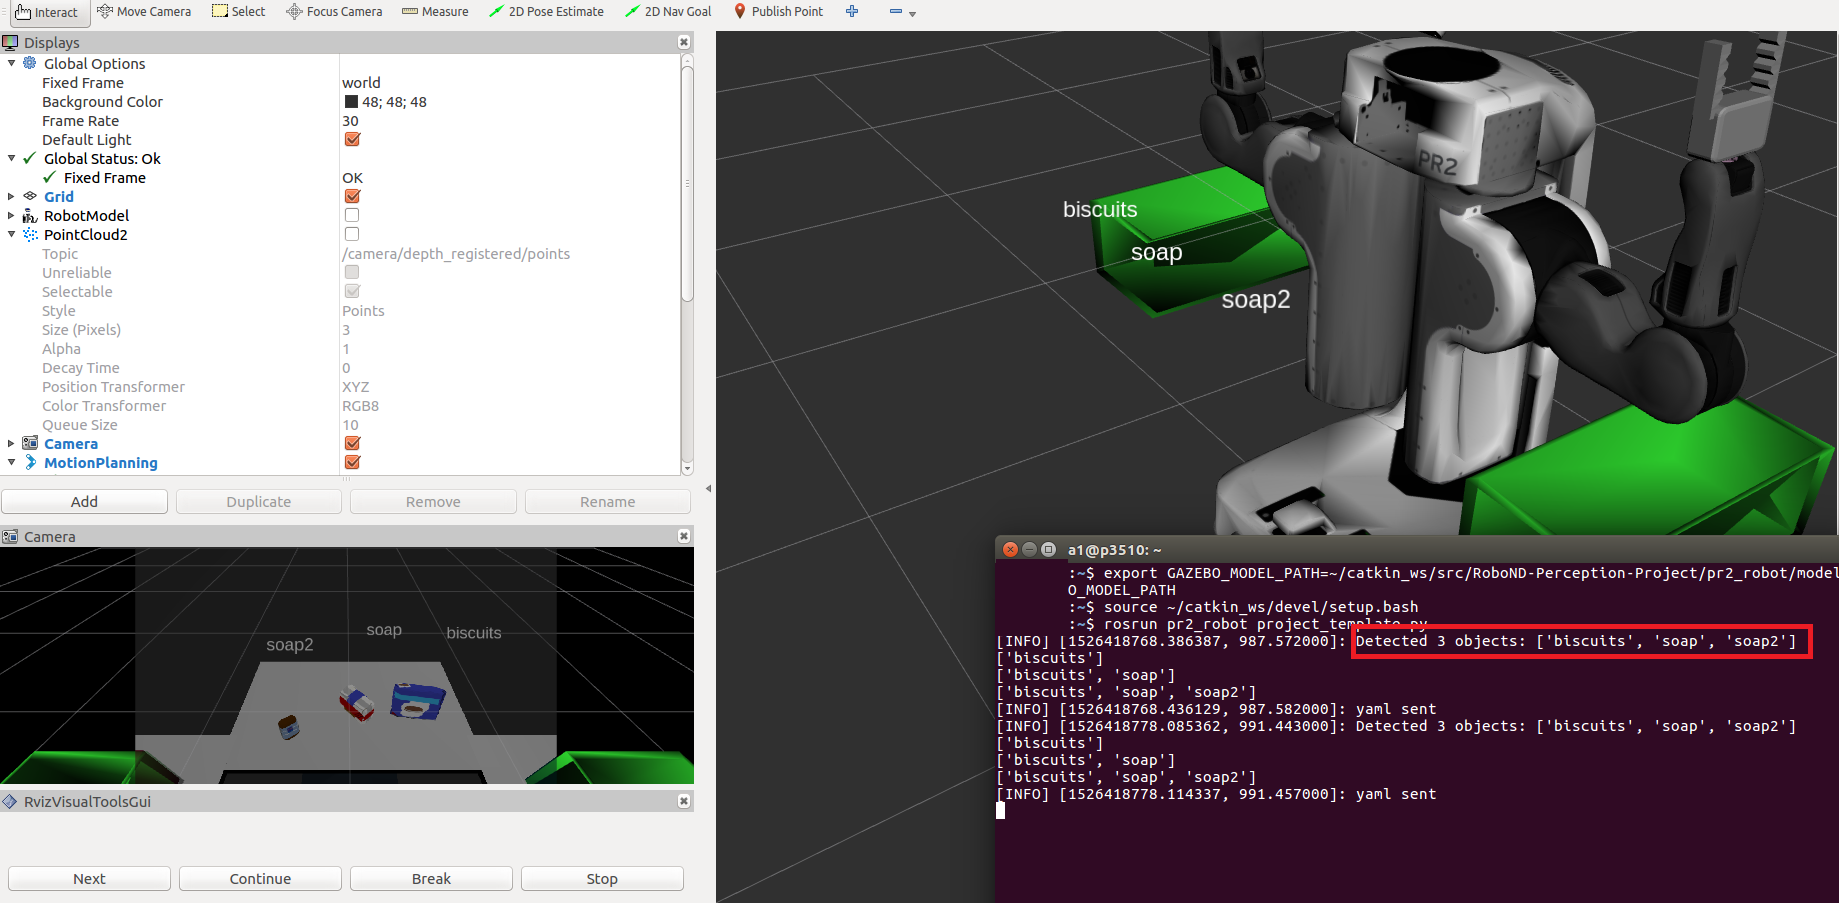 Interact Move Camera Select Focus Camera Measure 2D Pose Estimate 2D Nav Goal Publish Point
Displays
Global Options
Fixed Frame world
Background Color 48; 48; 48
Frame Rate 30
Default Light
Global Status: Ok
Fixed Frame OK
Grid
RobotModel
PointCloud2
Topic /camera/depth_registered/points
Unreliable
Selectable
Style Points
Size (Pixels) 3
Alpha 1
Decay Time 0
Position Transformer XYZ
Color Transformer RGB8
Queue Size 10
Camera
MotionPlanning
Add Duplicate Remove Rename
Camera
soap2 soap biscuits
RvizVisualToolsGui
Next Continue Break Stop
PR2
biscuits
soap
soap2
a1@p3510: ~
:~$ export GAZEBO_MODEL_PATH=~/catkin_ws/src/RoboND-Perception-Project/pr2_robot/model
O_MODEL_PATH
:~$ source ~/catkin_ws/devel/setup.bash
:~$ rosrun pr2_robot project_template.py
[INFO] [1526418768.386387, 987.572000]: Detected 3 objects: ['biscuits', 'soap', 'soap2']
['biscuits']
['biscuits', 'soap']
['biscuits', 'soap', 'soap2']
[INFO] [1526418768.436129, 987.582000]: yaml sent
[INFO] [1526418778.085362, 991.443000]: Detected 3 objects: ['biscuits', 'soap', 'soap2']
['biscuits']
['biscuits', 'soap']
['biscuits', 'soap', 'soap2']
[INFO] [1526418778.114337, 991.457000]: yaml sent